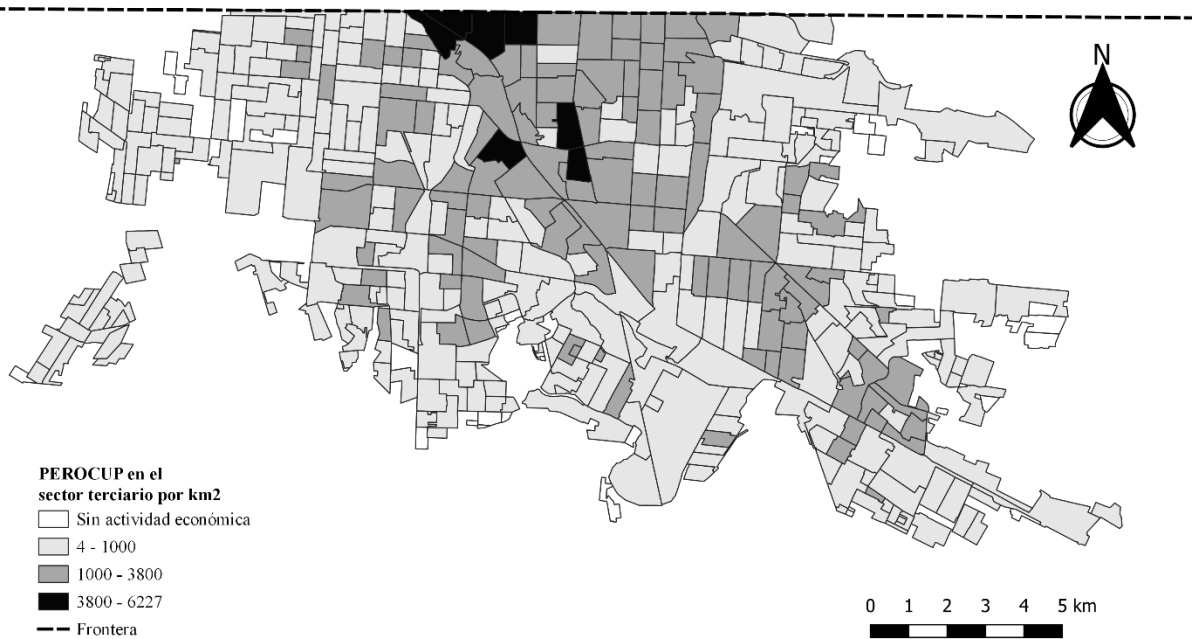 N
PEROCUP en el
sector terciario por km2
Sin actividad económica
4 - 1000
1000 - 3800
3800 - 6227
Frontera
0 1 2 3 4 5 km